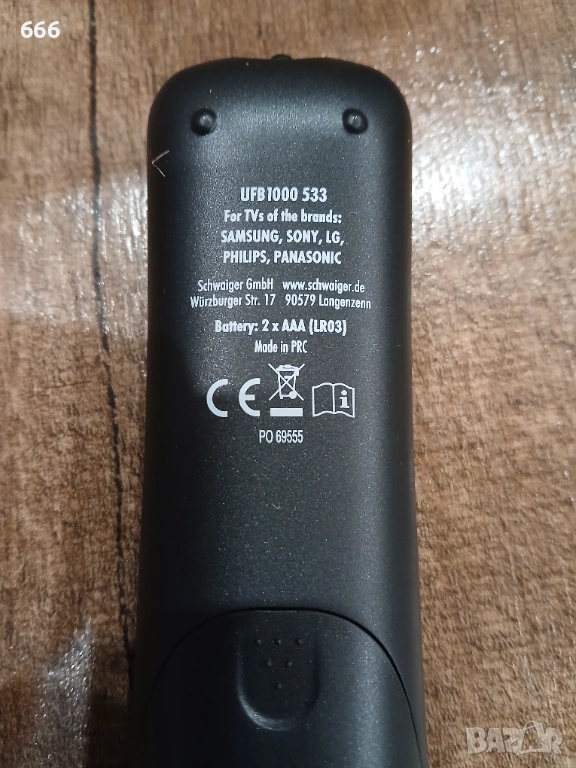 666
UFB1000 533
For TVs of the brands:
SAMSUNG, SONY, LG,
PHILIPS, PANASONIC
Schwaiger GmbH www.schwaiger.de
Würzburger Str. 17 90579 Langenzenn
Battery: 2 x AAA (LR03)
Made in PRC
CE
PO 69555
BAZAR